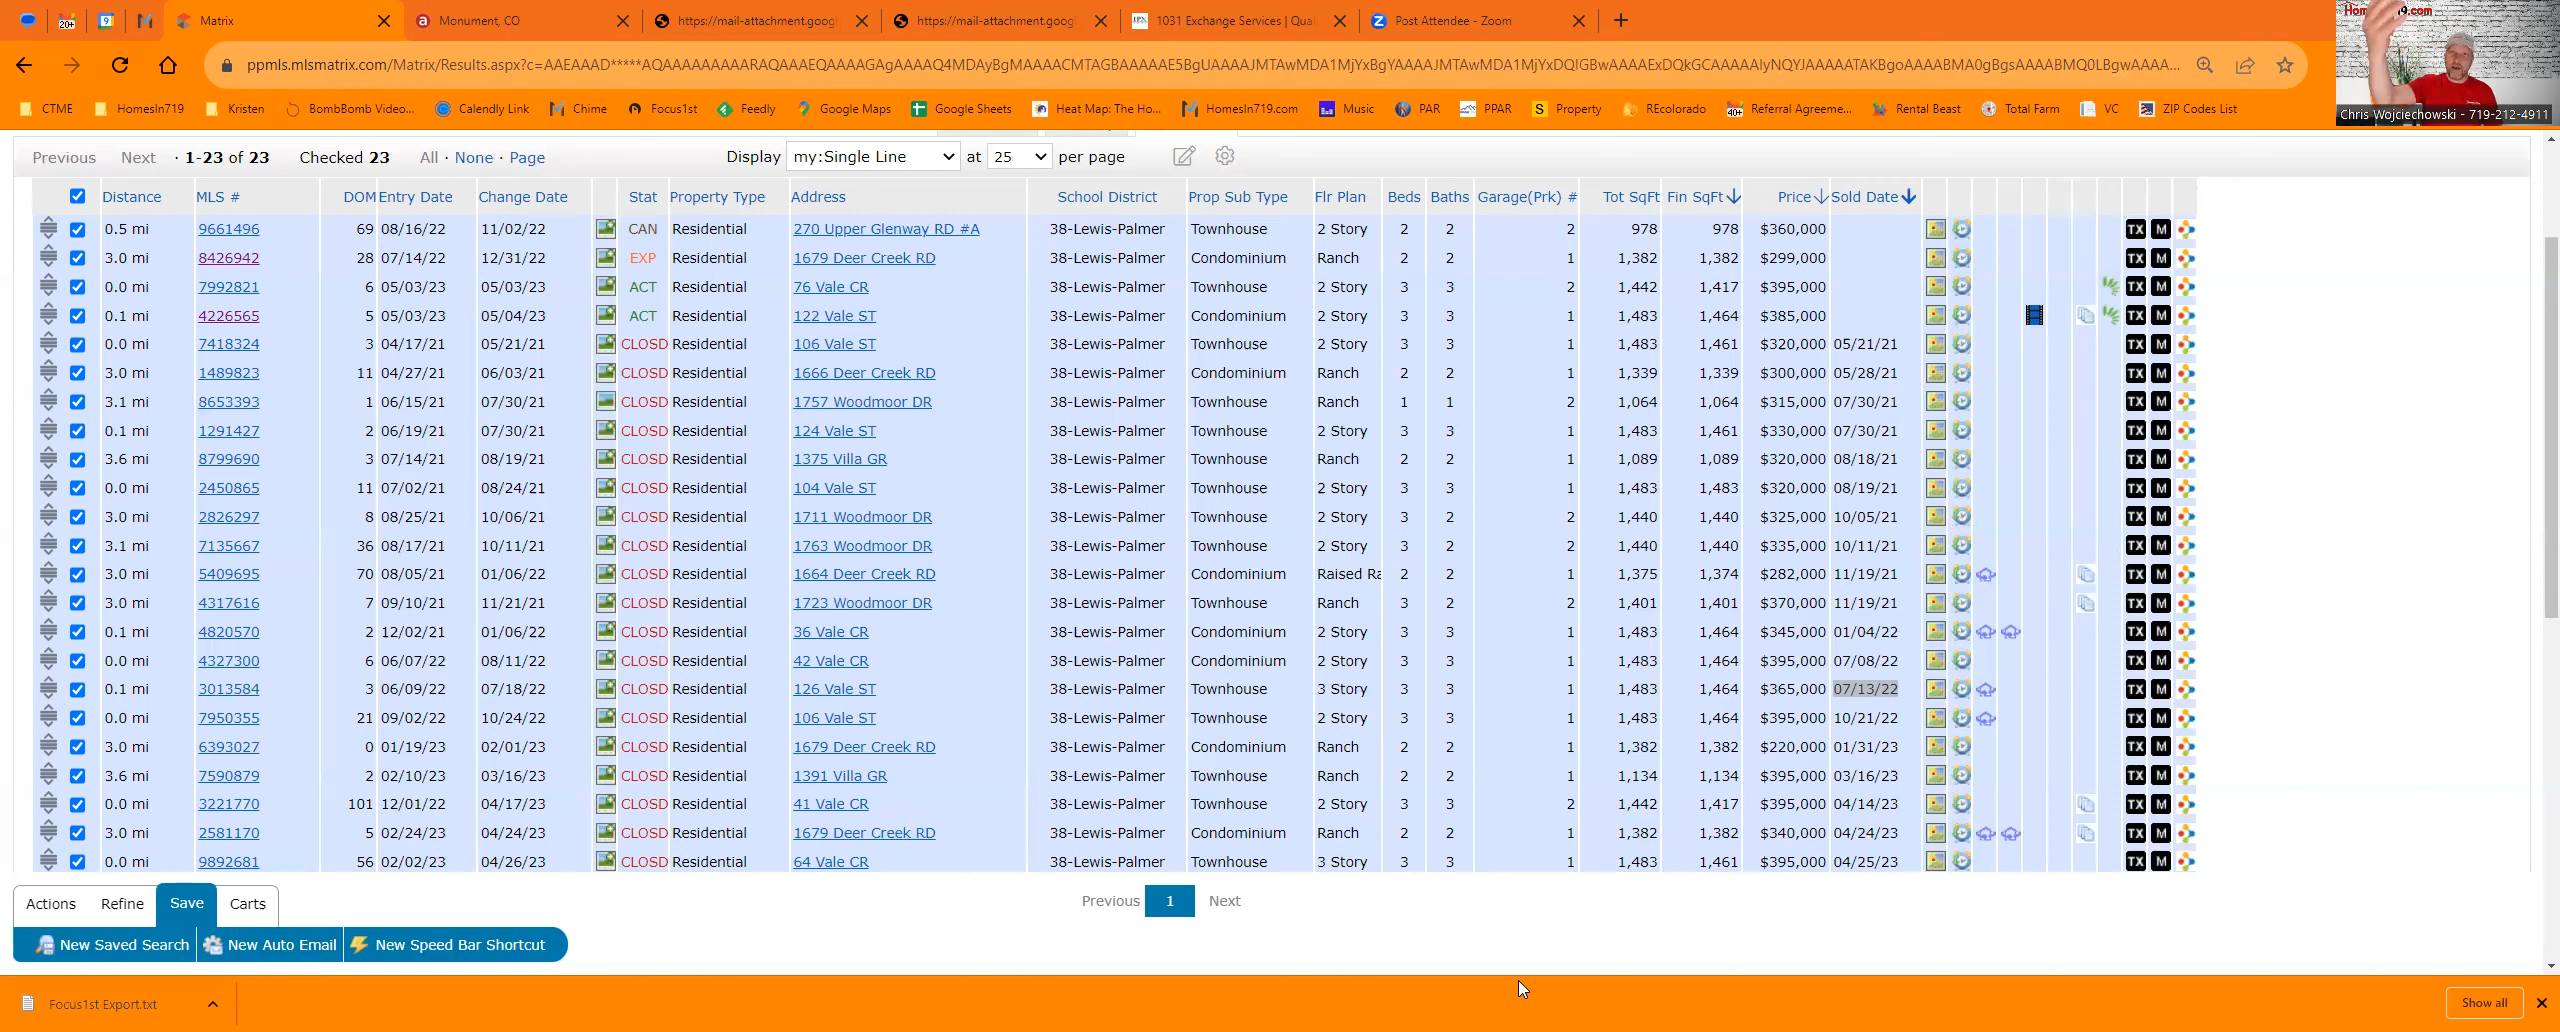 Matrix Monument, CO https://mail-attachment.goog https://mail-attachment.goog 1031 Exchange Services | Qua Post Attendee - Zoom
ppmls.mlsmatrix.com/Matrix/Results.aspx?c=
CTME HomesIn719 Kristen BombBomb Video... Calendly Link Chime Focus1st Feedly Google Maps Google Sheets Heat Map: The Ho... HomesIn719.com Music PAR PPAR Property REcolorado Referral Agreeme... Rental Beast Total Farm VC ZIP Codes List
Chris Wojciechowski - 719-212-4911
Previous Next · 1-23 of 23 Checked 23 All · None · Page Display my:Single Line at 25 per page
Distance MLS # DOM Entry Date Change Date Stat Property Type Address School District Prop Sub Type Flr Plan Beds Baths Garage(Prk) # Tot SqFt Fin SqFt Price Sold Date
0.5 mi 9661496 69 08/16/22 11/02/22 CAN Residential 270 Upper Glenway RD #A 38-Lewis-Palmer Townhouse 2 Story 2 2 2 978 978 $360,000 TX M
3.0 mi 8426942 28 07/14/22 12/31/22 EXP Residential 1679 Deer Creek RD 38-Lewis-Palmer Condominium Ranch 2 2 1 1,382 1,382 $299,000 TX M
0.0 mi 7992821 6 05/03/23 05/03/23 ACT Residential 76 Vale CR 38-Lewis-Palmer Townhouse 2 Story 3 3 2 1,442 1,417 $395,000 TX M
0.1 mi 4226565 5 05/03/23 05/04/23 ACT Residential 122 Vale ST 38-Lewis-Palmer Condominium 2 Story 3 3 1 1,483 1,464 $385,000 TX M
0.0 mi 7418324 3 04/17/21 05/21/21 CLOSD Residential 106 Vale ST 38-Lewis-Palmer Townhouse 2 Story 3 3 1 1,483 1,461 $320,000 05/21/21 TX M
3.0 mi 1489823 11 04/27/21 06/03/21 CLOSD Residential 1666 Deer Creek RD 38-Lewis-Palmer Condominium Ranch 2 2 1 1,339 1,339 $300,000 05/28/21 TX M
3.1 mi 8653393 1 06/15/21 07/30/21 CLOSD Residential 1757 Woodmoor DR 38-Lewis-Palmer Townhouse Ranch 1 1 2 1,064 1,064 $315,000 07/30/21 TX M
0.1 mi 1291427 2 06/19/21 07/30/21 CLOSD Residential 124 Vale ST 38-Lewis-Palmer Townhouse 2 Story 3 3 1 1,483 1,461 $330,000 07/30/21 TX M
3.6 mi 8799690 3 07/14/21 08/19/21 CLOSD Residential 1375 Villa GR 38-Lewis-Palmer Townhouse Ranch 2 2 1 1,089 1,089 $320,000 08/18/21 TX M
0.0 mi 2450865 11 07/02/21 08/24/21 CLOSD Residential 104 Vale ST 38-Lewis-Palmer Townhouse 2 Story 3 3 1 1,483 1,483 $320,000 08/19/21 TX M
3.0 mi 2826297 8 08/25/21 10/06/21 CLOSD Residential 1711 Woodmoor DR 38-Lewis-Palmer Townhouse 2 Story 3 2 2 1,440 1,440 $325,000 10/05/21 TX M
3.1 mi 7135667 36 08/17/21 10/11/21 CLOSD Residential 1763 Woodmoor DR 38-Lewis-Palmer Townhouse 2 Story 3 2 2 1,440 1,440 $335,000 10/11/21 TX M
3.0 mi 5409695 70 08/05/21 01/06/22 CLOSD Residential 1664 Deer Creek RD 38-Lewis-Palmer Condominium Raised Ra 2 2 1 1,375 1,374 $282,000 11/19/21 TX M
3.0 mi 4317616 7 09/10/21 11/21/21 CLOSD Residential 1723 Woodmoor DR 38-Lewis-Palmer Townhouse Ranch 3 2 2 1,401 1,401 $370,000 11/19/21 TX M
0.1 mi 4820570 2 12/02/21 01/06/22 CLOSD Residential 36 Vale CR 38-Lewis-Palmer Condominium 2 Story 3 3 1 1,483 1,464 $345,000 01/04/22 TX M
0.0 mi 4327300 6 06/07/22 08/11/22 CLOSD Residential 42 Vale CR 38-Lewis-Palmer Condominium 2 Story 3 3 1 1,483 1,464 $395,000 07/08/22 TX M
0.1 mi 3013584 3 06/09/22 07/18/22 CLOSD Residential 126 Vale ST 38-Lewis-Palmer Townhouse 3 Story 3 3 1 1,483 1,464 $365,000 07/13/22 TX M
0.0 mi 7950355 21 09/02/22 10/24/22 CLOSD Residential 106 Vale ST 38-Lewis-Palmer Townhouse 2 Story 3 3 1 1,483 1,464 $395,000 10/21/22 TX M
3.0 mi 6393027 0 01/19/23 02/01/23 CLOSD Residential 1679 Deer Creek RD 38-Lewis-Palmer Condominium Ranch 2 2 1 1,382 1,382 $220,000 01/31/23 TX M
3.6 mi 7590879 2 02/10/23 03/16/23 CLOSD Residential 1391 Villa GR 38-Lewis-Palmer Townhouse Ranch 2 2 1 1,134 1,134 $395,000 03/16/23 TX M
0.0 mi 3221770 101 12/01/22 04/17/23 CLOSD Residential 41 Vale CR 38-Lewis-Palmer Townhouse 2 Story 3 3 2 1,442 1,417 $395,000 04/14/23 TX M
3.0 mi 2581170 5 02/24/23 04/24/23 CLOSD Residential 1679 Deer Creek RD 38-Lewis-Palmer Condominium Ranch 2 2 1 1,382 1,382 $340,000 04/24/23 TX M
0.0 mi 9892681 56 02/02/23 04/26/23 CLOSD Residential 64 Vale CR 38-Lewis-Palmer Townhouse 3 Story 3 3 1 1,483 1,461 $395,000 04/25/23 TX M
Actions Refine Save Carts Previous 1 Next
New Saved Search New Auto Email New Speed Bar Shortcut
Focus1st Export.txt Show all